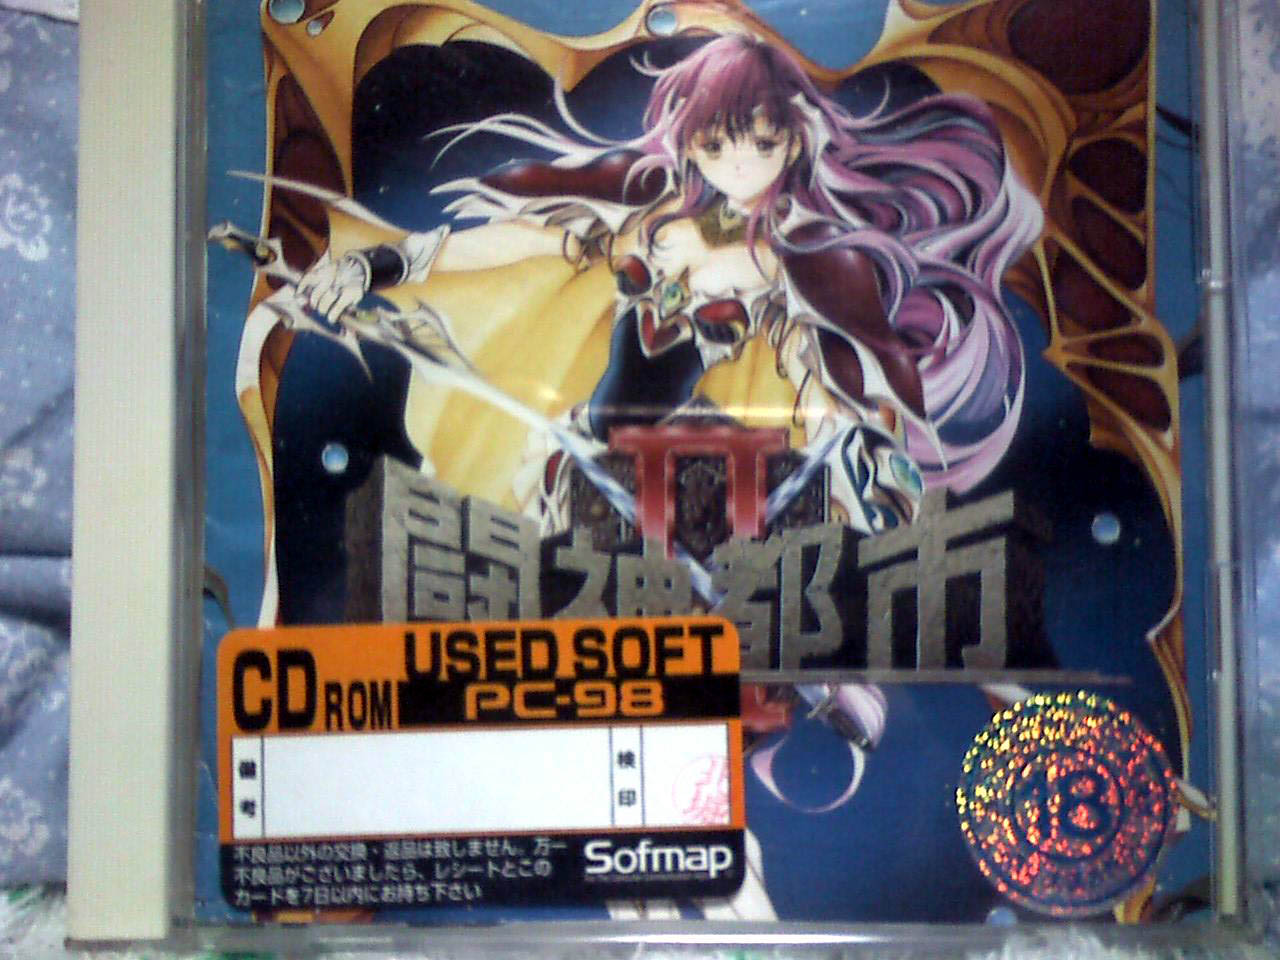 II
闘神都市
CD ROM
USED SOFT
PC-98
備考
検印
不良品以外の交換・返品は致しません。万一
不良品がございましたら、レシートとこの
カードを7日以内にお持ち下さい
Sofmap
18